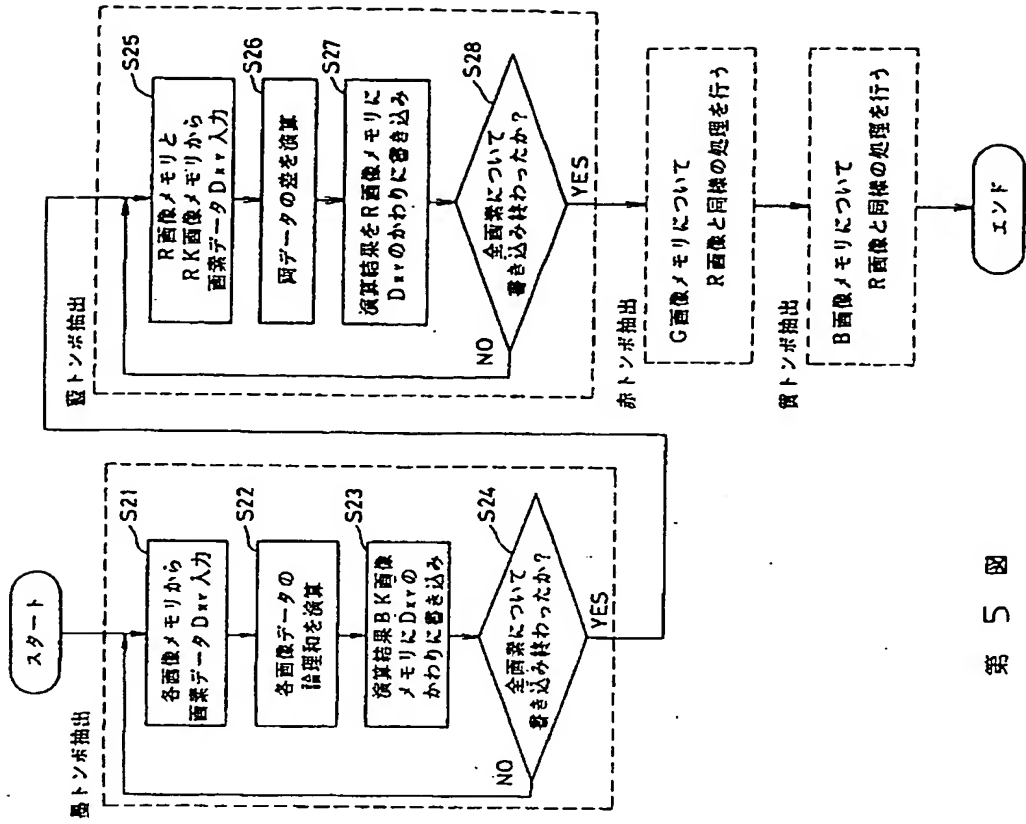 スタート
墨トンボ抽出
S21
各画像メモリから
画素データDxy入力
S22
各画像データの
論理和を演算
S23
演算結果BK画像
メモリにDxyの
かわりに書き込み
S24
全画素について
書き込み終わったか?
NO
YES
藍トンボ抽出
S25
R画像メモリと
RK画像メモリから
画素データDxy入力
S26
両データの差を演算
S27
演算結果をR画像メモリに
Dxyのかわりに書き込み
S28
全画素について
書き込み終わったか?
NO
YES
赤トンボ抽出
G画像メモリについて
R画像と同様の処理を行う
黄トンボ抽出
B画像メモリについて
R画像と同様の処理を行う
エンド
第5図